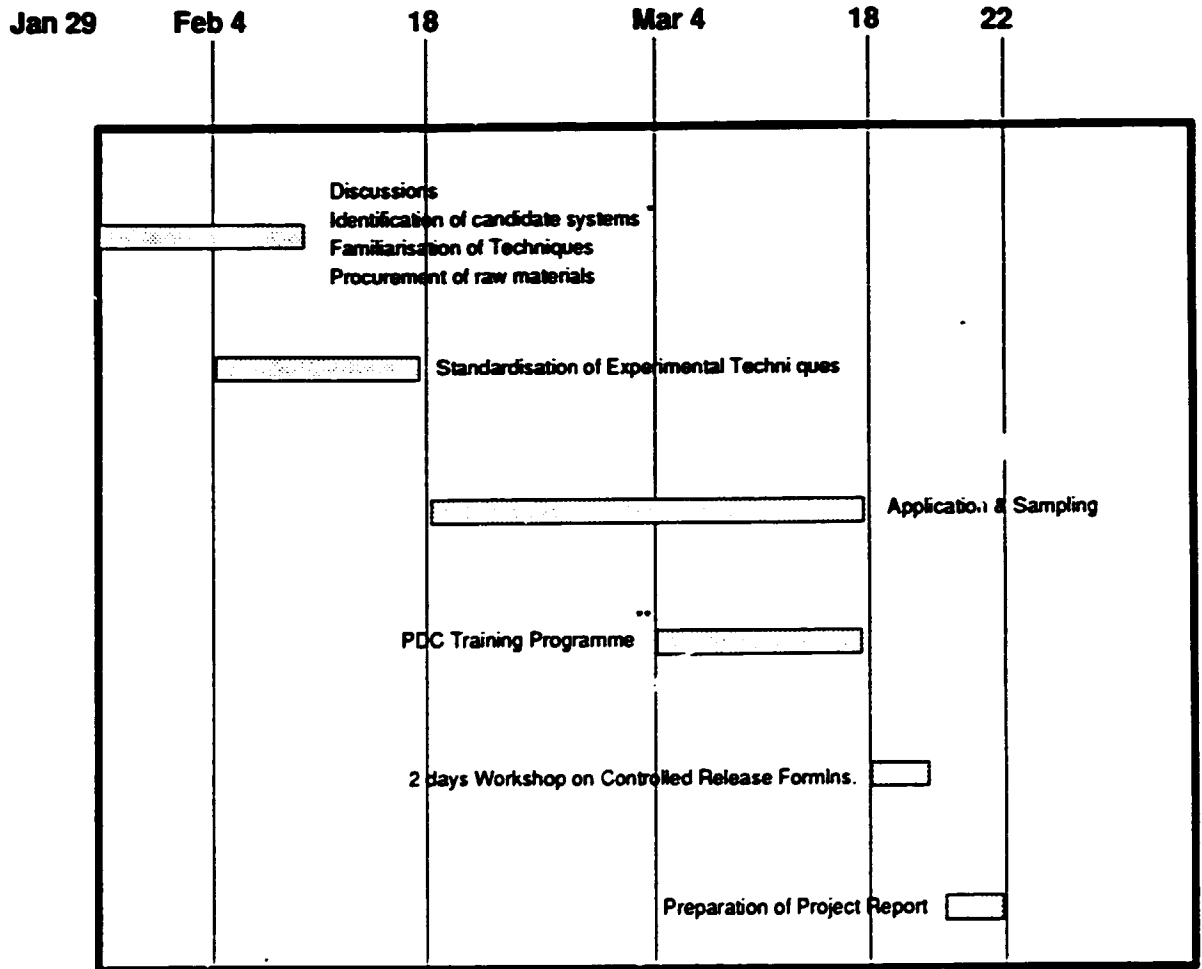 Jan 29 Feb 4 18 Mar 4 18 22
Discussions
Identification of candidate systems *
Familiarisation of Techniques
Procurement of raw materials
Standardisation of Experimental Techni ques
Application & Sampling
PDC Training Programme **
2 days Workshop on Controlled Release Formlns.
Preparation of Project Report